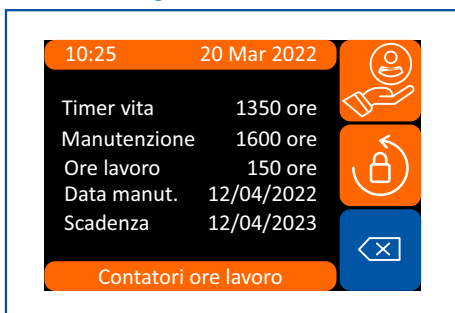 10:25 20 Mar 2022
Timer vita 1350 ore
Manutenzione 1600 ore
Ore lavoro 150 ore
Data manut. 12/04/2022
Scadenza 12/04/2023
Contatori ore lavoro